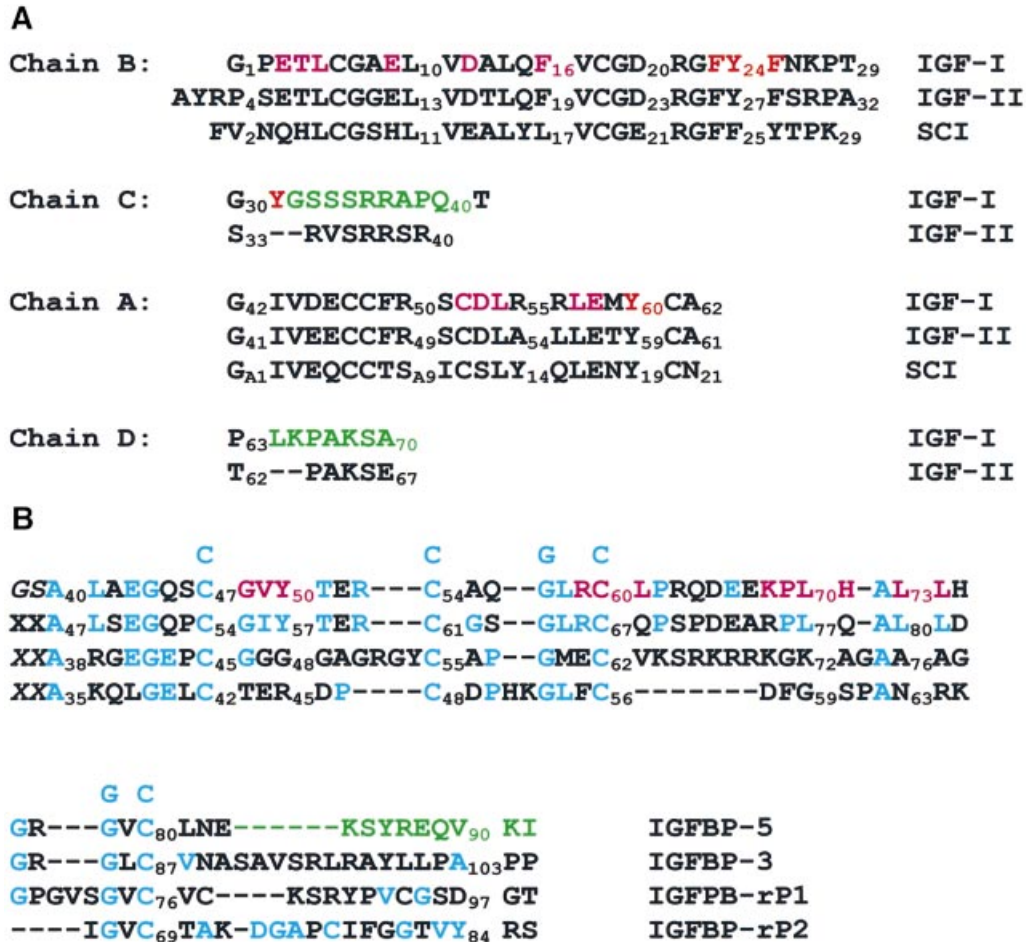 A
Chain B: G1PETLCGAEL10VDALQF16VCGD20RGFY24FNKPT29 IGF-I
AYRP4SETLCGGEL13VDTLQF19VCGD23RGFY27FSRPA32 IGF-II
FV2NQHLCGSHL11VEALYL17VCGE21RGFF25YTPK29 SCI
Chain C: G30YGSSSRRAPQ40T IGF-I
S33--RVSRRSR40 IGF-II
Chain A: G42IVDECCFR50SCDLR55RLEMY60CA62 IGF-I
G41IVEECCFR49SCDLA54LLETY59CA61 IGF-II
GA1IVEQCCTSA9ICSLY14QLENY19CN21 SCI
Chain D: P63LKPAKSA70 IGF-I
T62--PAKSE67 IGF-II
B
C C G C
GSA40LAEGQSC47GVY50TER---C54AQ--GLRC60LPRQDEEKPL70H-AL73LH
XXA47LSEGQPC54GIY57TER---C61GS--GLRC67QPSPDEARPL77Q-AL80LD
XXA38RGEGEPC45GGG48GAGRGYC55AP--GMEC62VKSRKRRKGK72AGAA76AG
XXA35KQLGELC42TER45DP----C48DPHKGLFC56-------DFG59SPAN63RK
G C
GR---GVC80LNE------KSYREQV90 KI IGFBP-5
GR---GLC87VNASAVSRLRAYLLPA103PP IGFBP-3
GPGVSGVC76VC----KSRYPVCGSD97 GT IGFPB-rP1
----IGVC69TAK-DGAPCIFGGTVY84 RS IGFBP-rP2